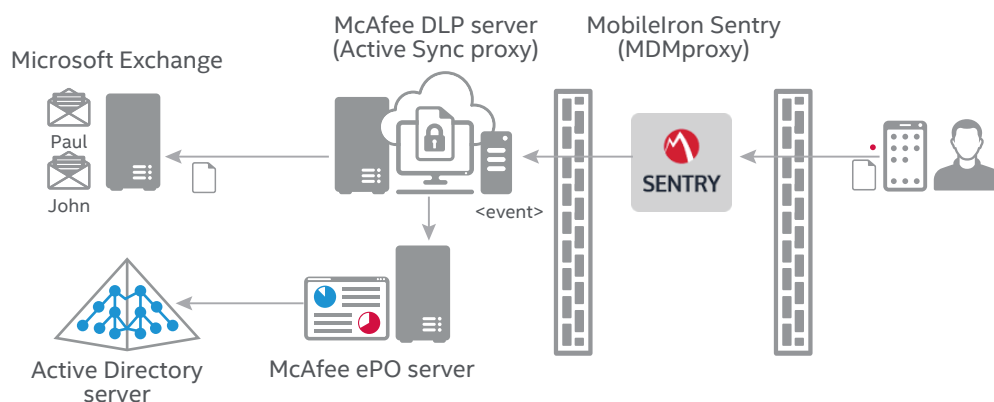 McAfee DLP server
(Active Sync proxy)
MobileIron Sentry
(MDMproxy)
Microsoft Exchange
Paul
John
SENTRY
<event>
Active Directory
server
McAfee ePO server